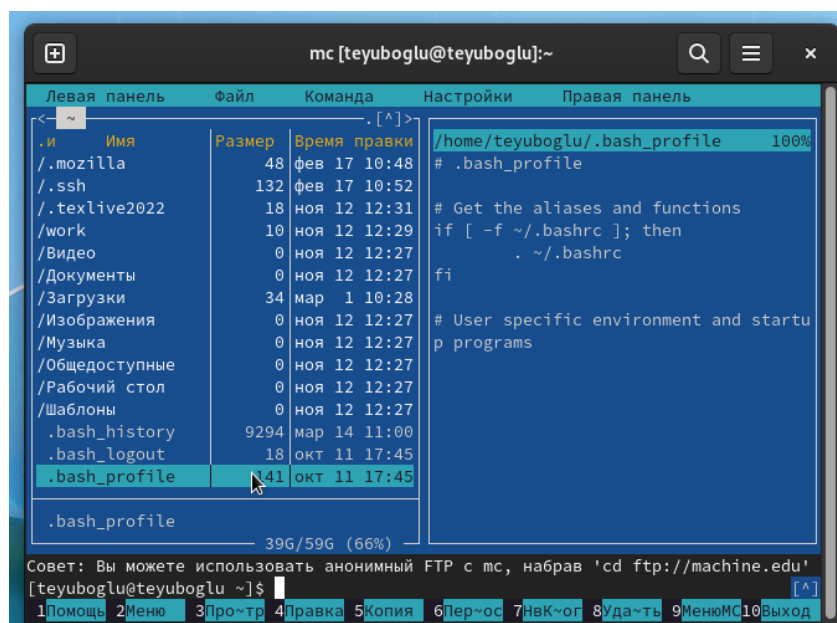 mc [teyuboglu@teyuboglu]:~
Левая панель Файл Команда Настройки Правая панель
<- ~ .[^]>
.и Имя Размер Время правки
/.mozilla 48 фев 17 10:48
/.ssh 132 фев 17 10:52
/.texlive2022 18 ноя 12 12:31
/work 10 ноя 12 12:29
/Видео 0 ноя 12 12:27
/Документы 0 ноя 12 12:27
/Загрузки 34 мар 1 10:28
/Изображения 0 ноя 12 12:27
/Музыка 0 ноя 12 12:27
/Общедоступные 0 ноя 12 12:27
/Рабочий стол 0 ноя 12 12:27
/Шаблоны 0 ноя 12 12:27
.bash_history 9294 мар 14 11:00
.bash_logout 18 окт 11 17:45
.bash_profile 141 окт 11 17:45
.bash_profile
39G/59G (66%)
/home/teyuboglu/.bash_profile 100%
# .bash_profile
# Get the aliases and functions
if [ -f ~/.bashrc ]; then
. ~/.bashrc
fi
# User specific environment and startu
p programs
Совет: Вы можете использовать анонимный FTP с mc, набрав 'cd ftp://machine.edu'
[teyuboglu@teyuboglu ~]$ [^]
1Помощь 2Меню 3Про~тр 4Правка 5Копия 6Пер~ос 7НвК~ог 8Уда~ть 9МенюMC 10Выход